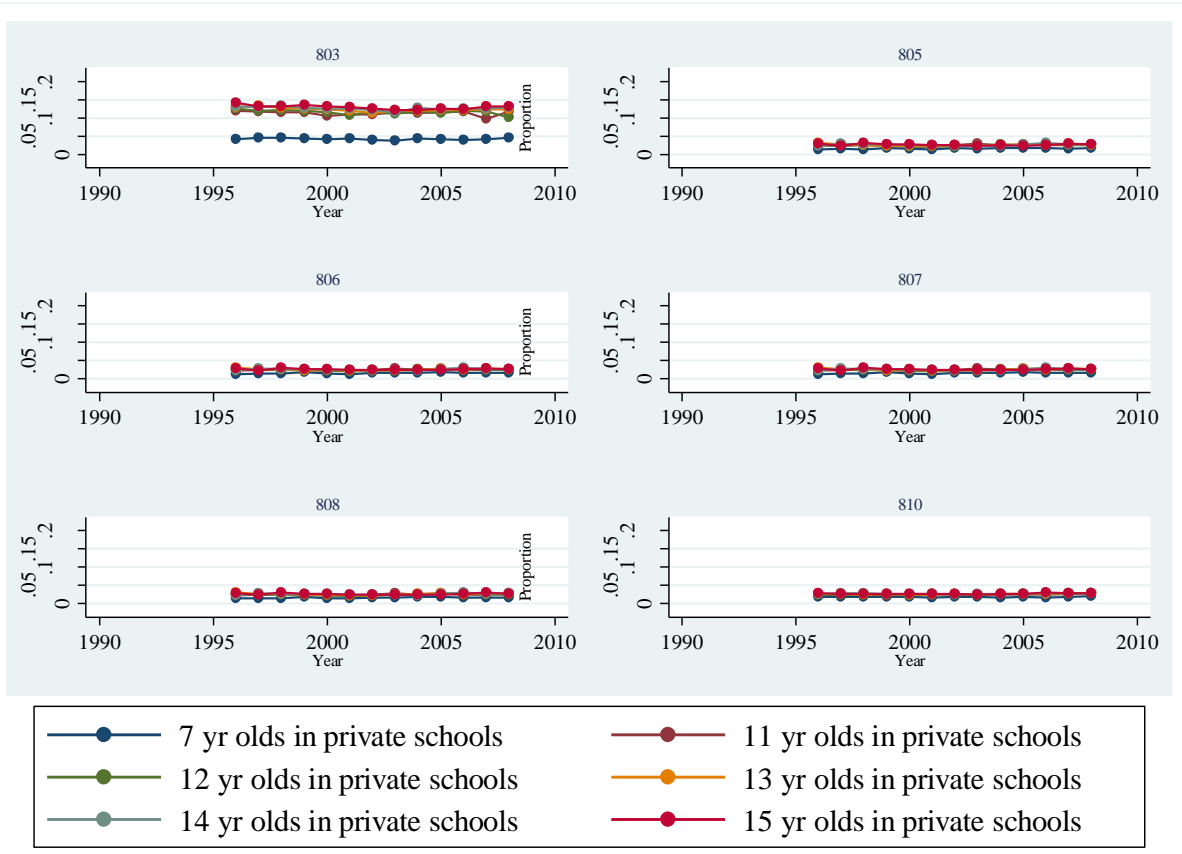 803
805
0 .05 .1 .15 .2
Proportion
0 .05 .1 .15 .2
1990 1995 2000 2005 2010
1990 1995 2000 2005 2010
Year
Year
806
807
0 .05 .1 .15 .2
Proportion
0 .05 .1 .15 .2
1990 1995 2000 2005 2010
1990 1995 2000 2005 2010
Year
Year
808
810
0 .05 .1 .15 .2
Proportion
0 .05 .1 .15 .2
1990 1995 2000 2005 2010
1990 1995 2000 2005 2010
Year
Year
7 yr olds in private schools
11 yr olds in private schools
12 yr olds in private schools
13 yr olds in private schools
14 yr olds in private schools
15 yr olds in private schools